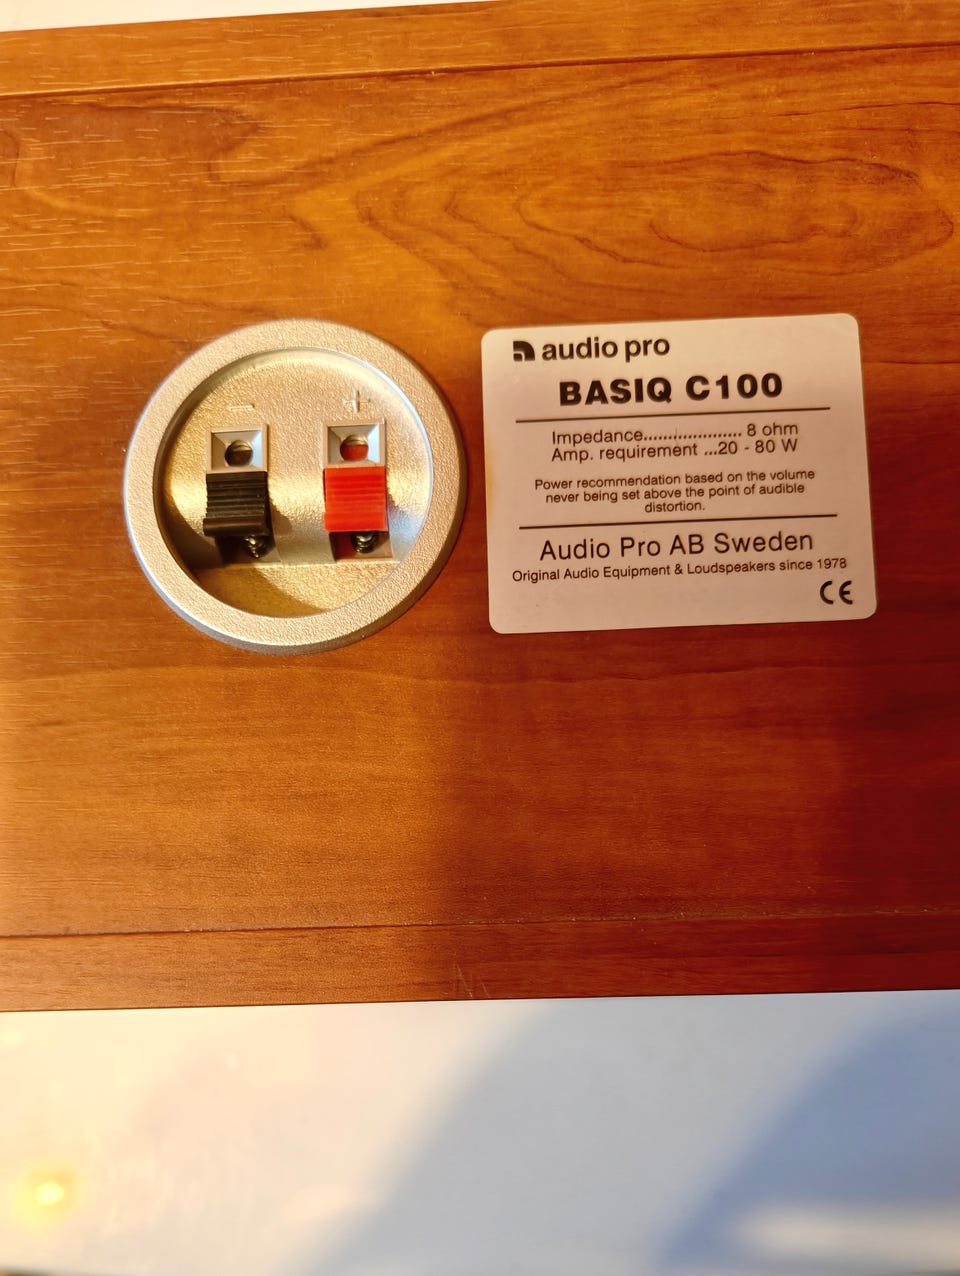 − +
audio pro
BASIQ C100
Impedance.................... 8 ohm
Amp. requirement ...20 - 80 W
Power recommendation based on the volume
never being set above the point of audible
distortion.
Audio Pro AB Sweden
Original Audio Equipment & Loudspeakers since 1978
CE